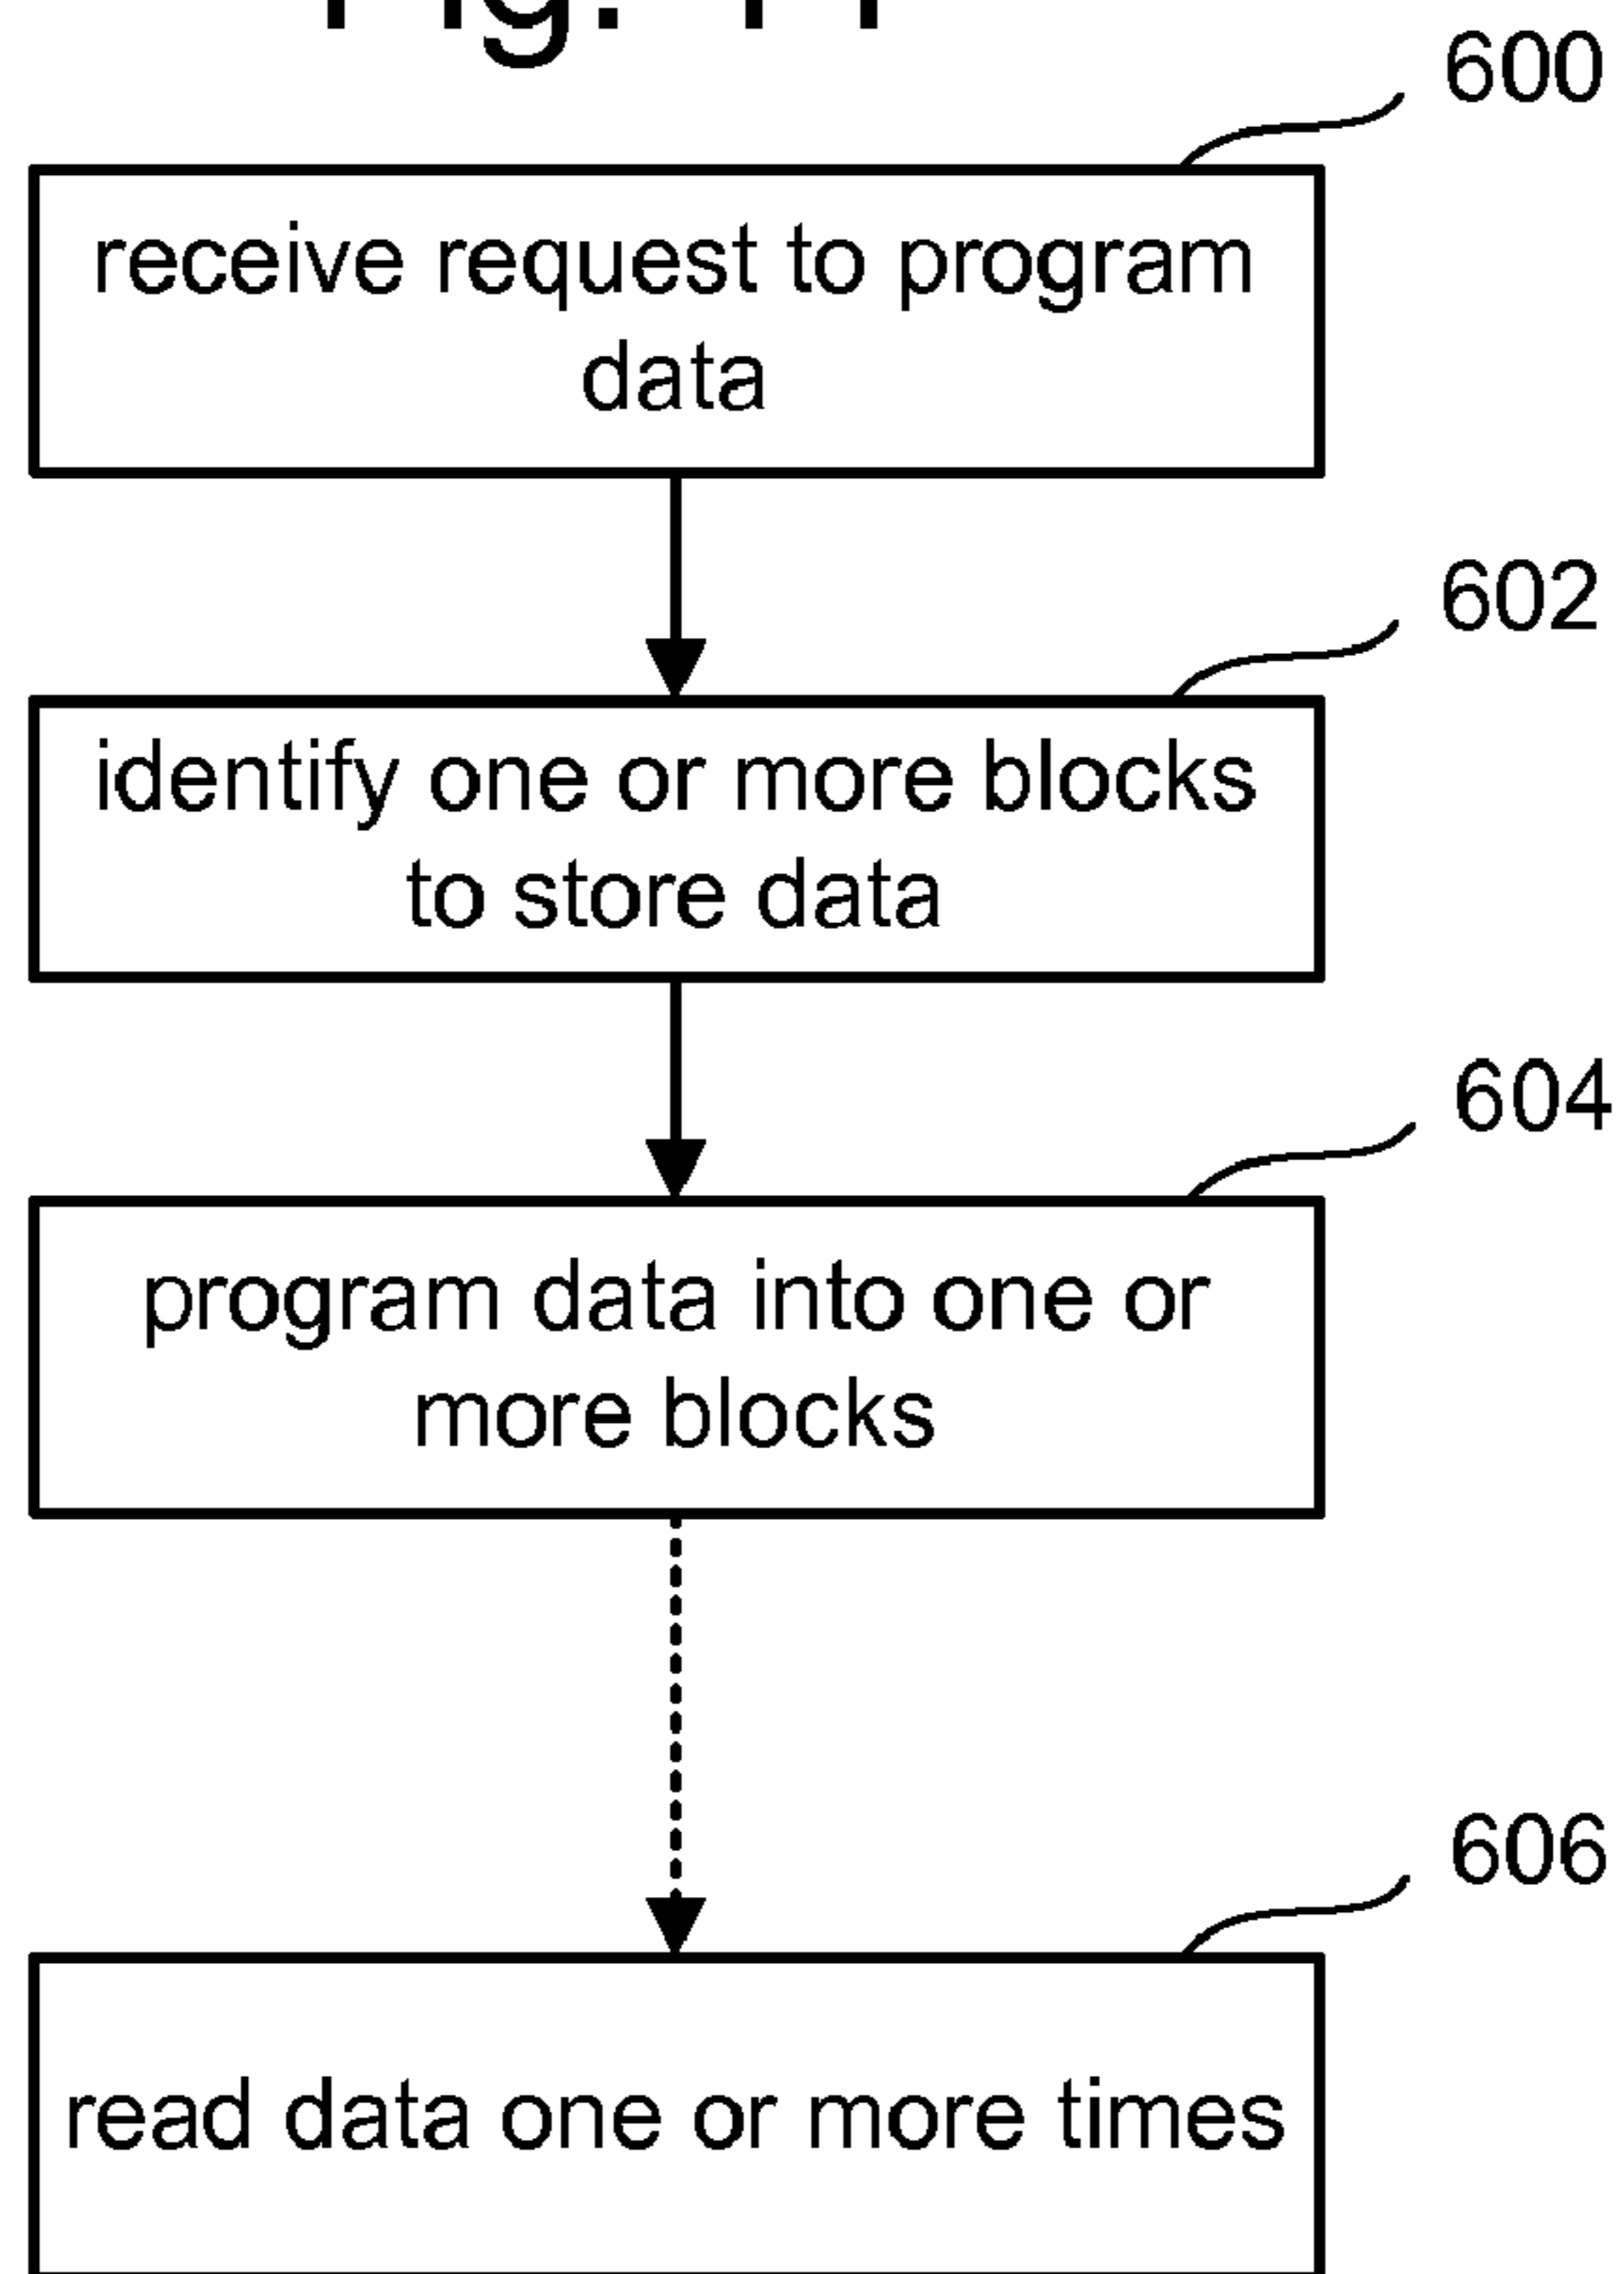 600
receive request to program
data
602
identify one or more blocks
to store data
604
program data into one or
more blocks
606
read data one or more times